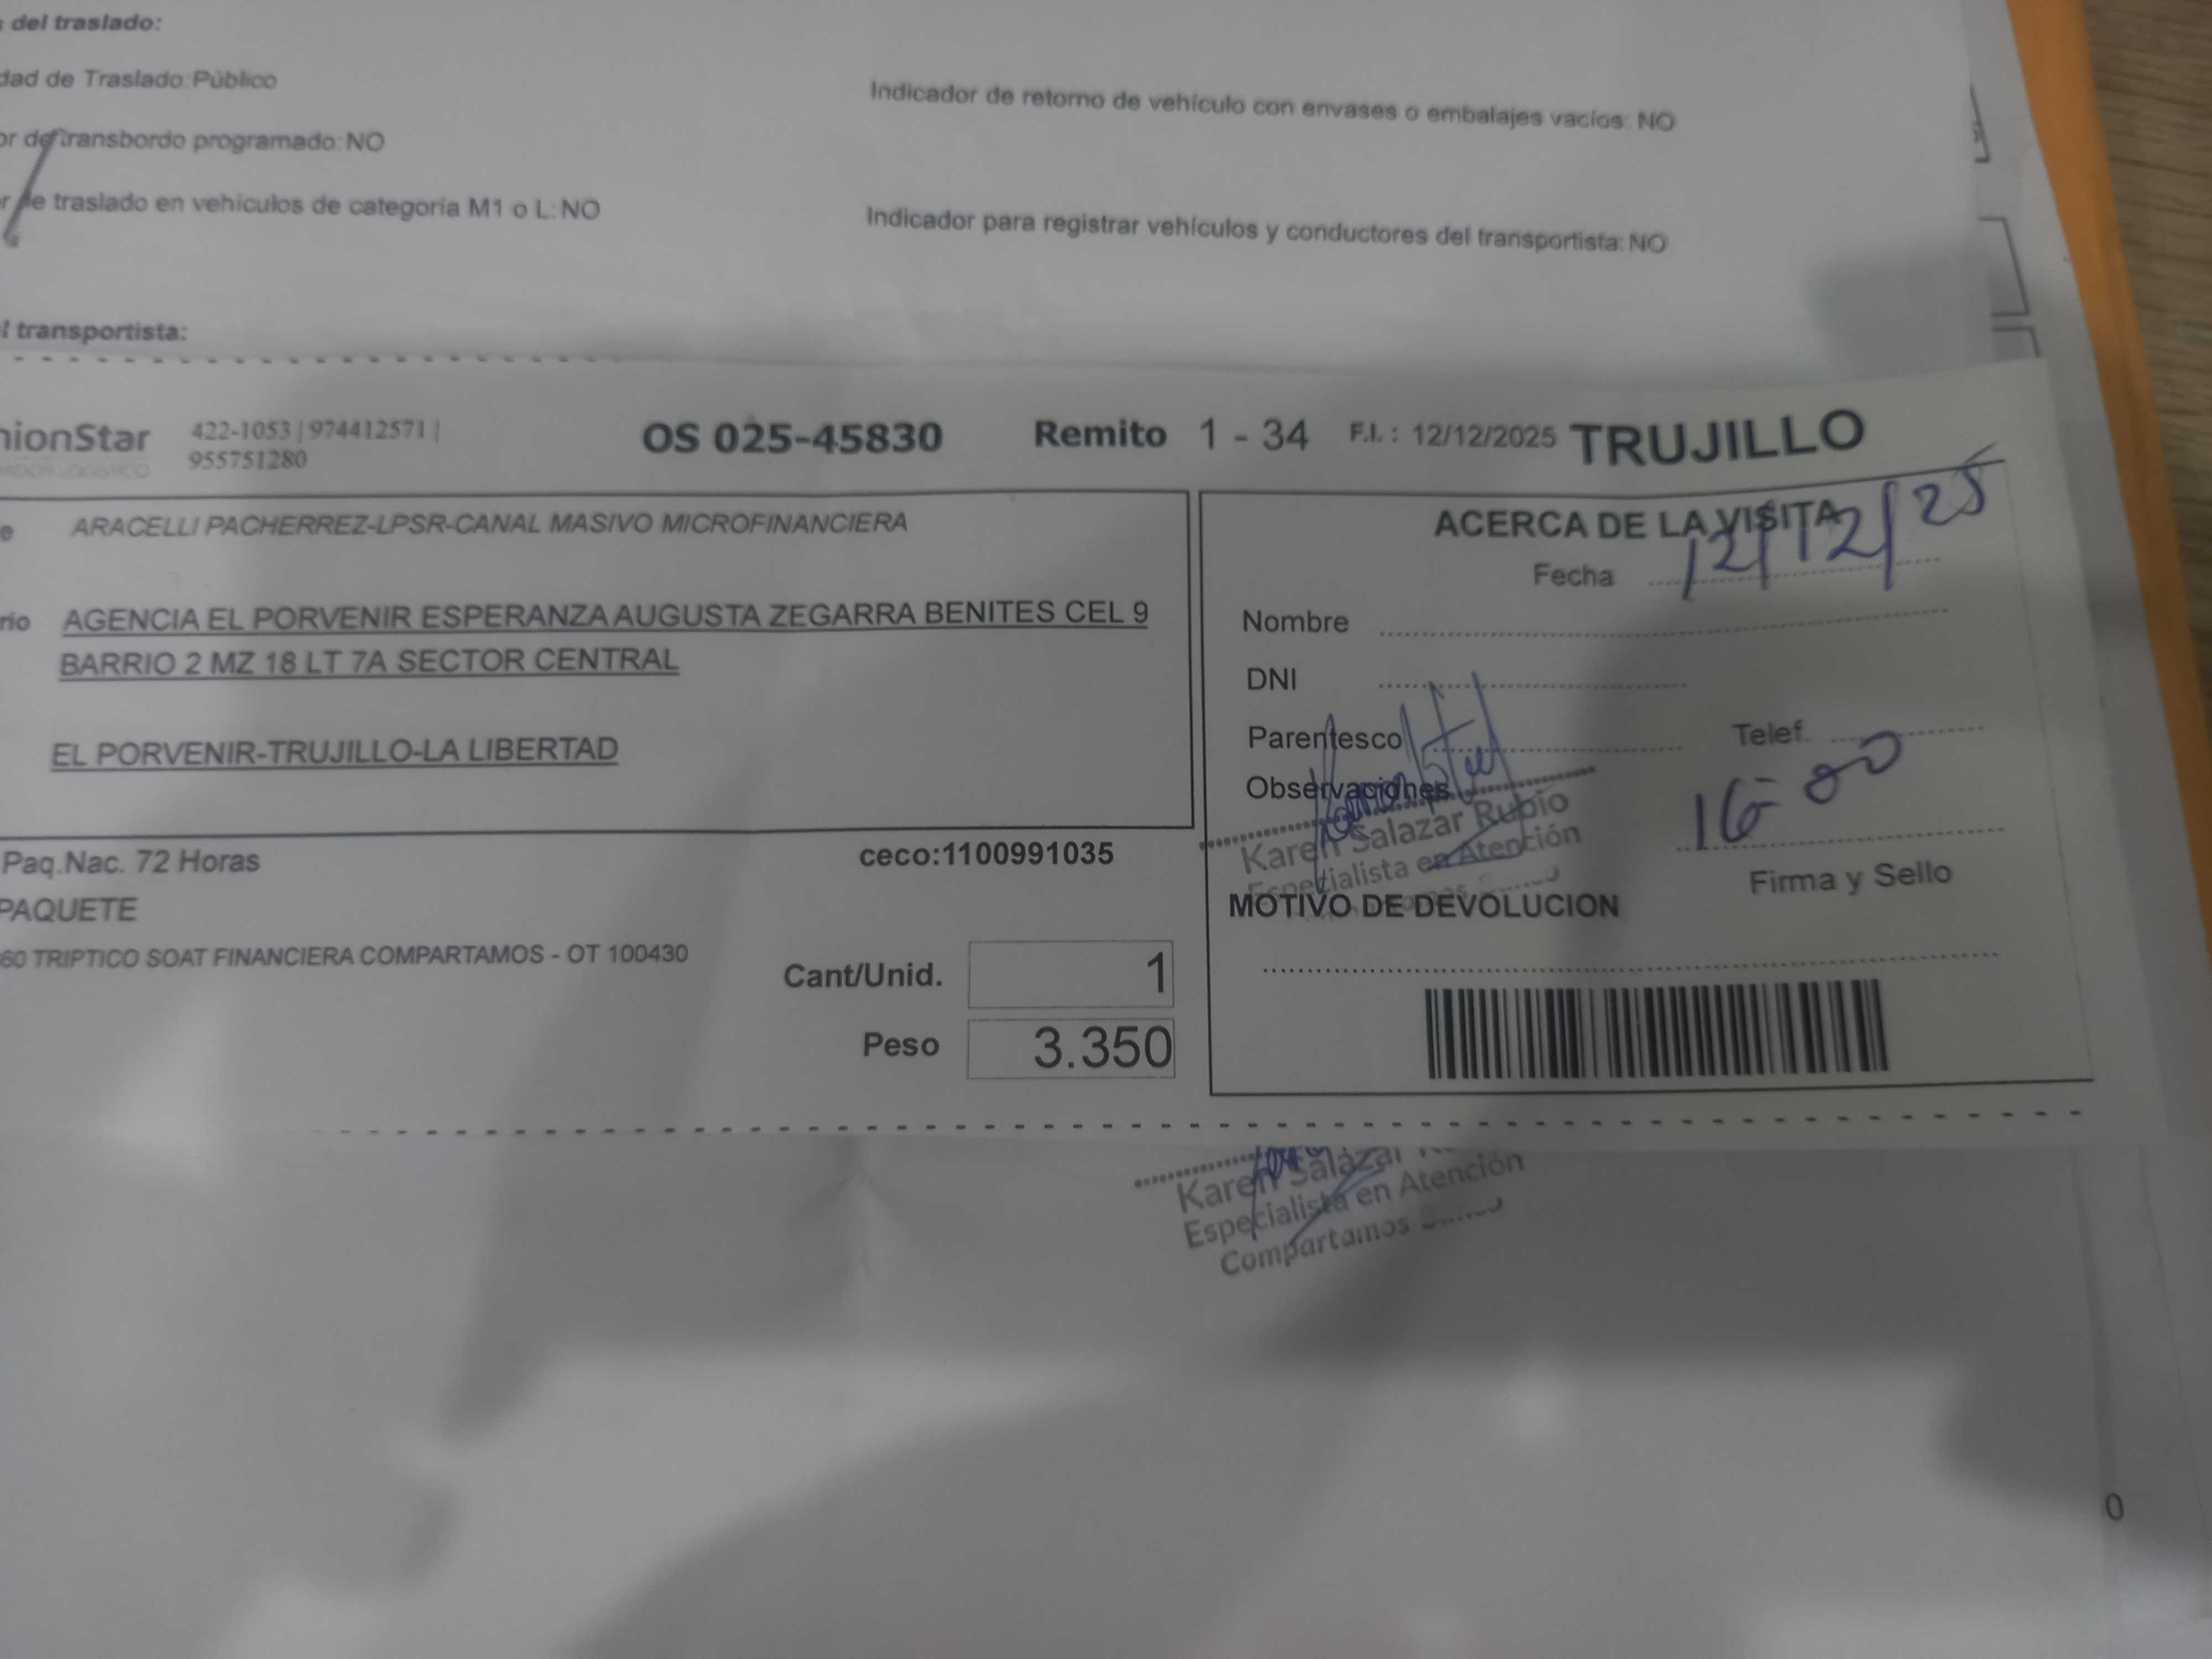 del traslado:
dad de Traslado:Público
Indicador de retorno de vehículo con envases o embalajes vacíos: NO
or de transbordo programado:NO
r de traslado en vehículos de categoría M1 o L:NO
Indicador para registrar vehículos y conductores del transportista:NO
l transportista:
nionStar
422-1053 | 974412571 |
955751280
OS 025-45830
Remito 1 - 34
F.I. : 12/12/2025
TRUJILLO
e ARACELLI PACHERREZ-LPSR-CANAL MASIVO MICROFINANCIERA
rio AGENCIA EL PORVENIR ESPERANZA AUGUSTA ZEGARRA BENITES CEL 9
BARRIO 2 MZ 18 LT 7A SECTOR CENTRAL
EL PORVENIR-TRUJILLO-LA LIBERTAD
Paq.Nac. 72 Horas
ceco:1100991035
PAQUETE
60 TRIPTICO SOAT FINANCIERA COMPARTAMOS - OT 100430
Cant/Unid. 1
Peso 3.350
ACERCA DE LA VISITA
Fecha 12/12/25
Nombre
DNI
Parentesco
Telef.
Observaciones
16-00
Karen Salazar Rubio
Especialista en Atención
Firma y Sello
MOTIVO DE DEVOLUCION
Karen Salazar
Especialista en Atención
Compartamos
0